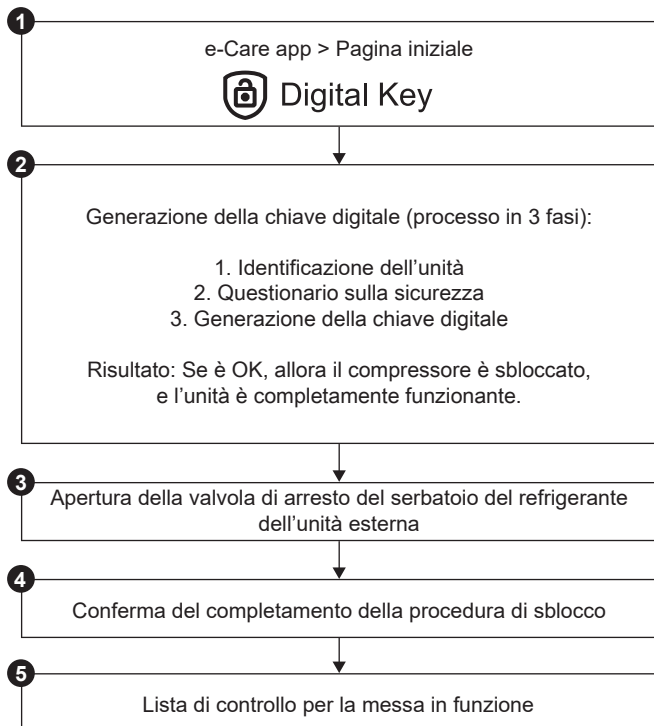 1
e-Care app > Pagina iniziale
Digital Key
2
Generazione della chiave digitale (processo in 3 fasi):
1. Identificazione dell’unità
2. Questionario sulla sicurezza
3. Generazione della chiave digitale
Risultato: Se è OK, allora il compressore è sbloccato,
e l’unità è completamente funzionante.
3
Apertura della valvola di arresto del serbatoio del refrigerante
dell’unità esterna
4
Conferma del completamento della procedura di sblocco
5
Lista di controllo per la messa in funzione